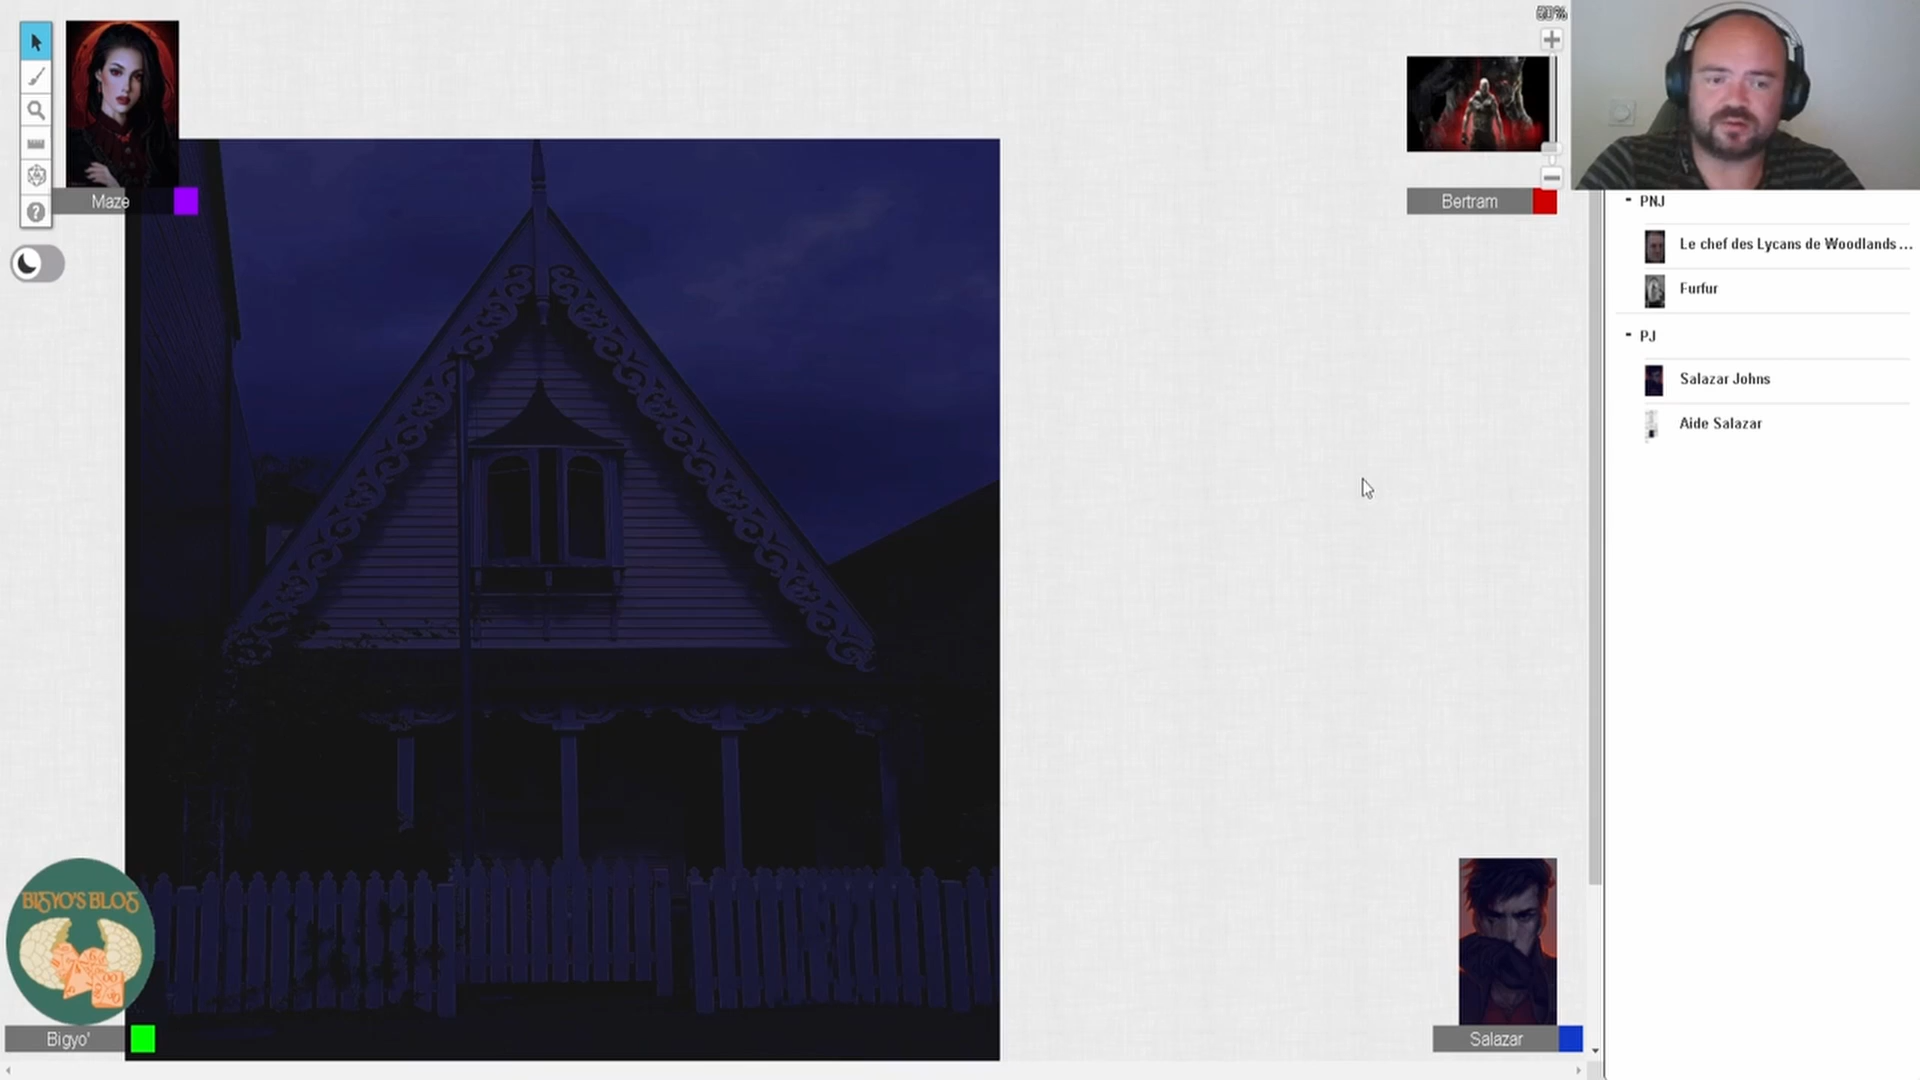 Maze
Bertram
PNJ
Le chef des Lycans de Woodlands ...
Furfur
PJ
Salazar Johns
Aide Salazar
BIGYO'S BLOG
Bigyo'
Salazar